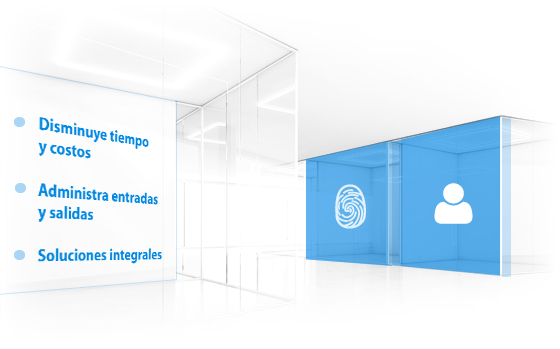 Disminuye tiempo
y costos
Administra entradas
y salidas
Soluciones integrales